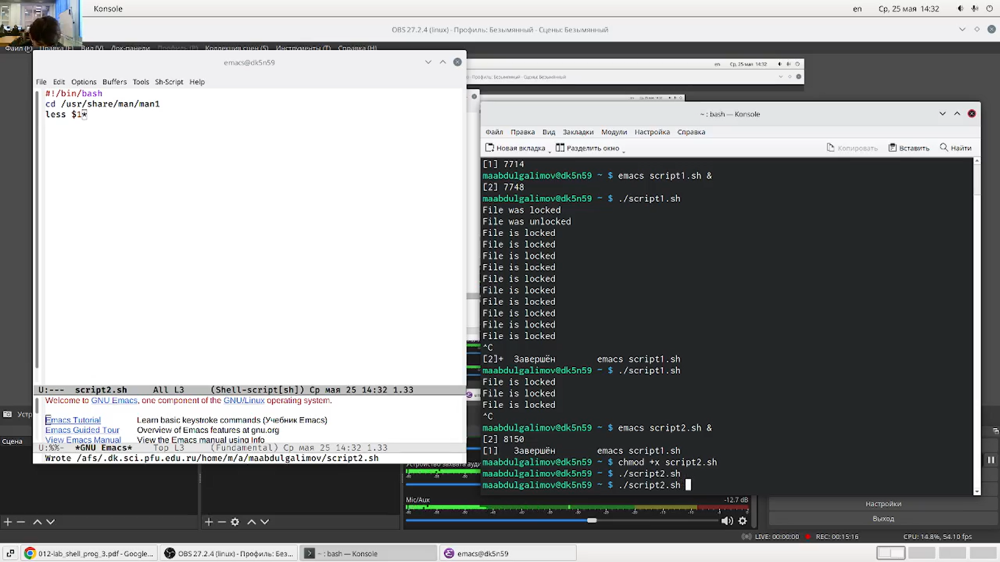 Konsole
en Ср, 25 мая 14:32
OBS 27.2.4 (linux) - Профиль: Безымянный - Сцены: Безымянный
Файл (F) Правка (E) Вид (V) Док-панели Профиль (P) Коллекция сцен (S) Инструменты (T) Справка (H)
emacs@dk5n59
File Edit Options Buffers Tools Sh-Script Help
#!/bin/bash
cd /usr/share/man/man1
less $1*
U:--- script2.sh All L3 (Shell-script[sh]) Ср мая 25 14:32 1.33
Welcome to GNU Emacs, one component of the GNU/Linux operating system.
Emacs Tutorial Learn basic keystroke commands (Учебник Emacs)
Emacs Guided Tour Overview of Emacs features at gnu.org
View Emacs Manual View the Emacs manual using Info
U:%%- *GNU Emacs* Top L3 (Fundamental) Ср мая 25 14:32 1.33
Wrote /afs/.dk.sci.pfu.edu.ru/home/m/a/maabdulgalimov/script2.sh
en Ср, 25 мая 14:32
- Профиль: Безымянный - Сцены: Безымянный
~ : bash — Konsole
Файл Правка Вид Закладки Модули Настройка Справка
Новая вкладка Разделить окно Копировать Вставить Найти
[1] 7714
maabdulgalimov@dk5n59 ~ $ emacs script1.sh &
[2] 7748
maabdulgalimov@dk5n59 ~ $ ./script1.sh
File was locked
File was unlocked
File is locked
File is locked
File is locked
File is locked
File is locked
File is locked
File is locked
File is locked
File is locked
File is locked
^C
[2]+ Завершён emacs script1.sh
maabdulgalimov@dk5n59 ~ $ ./script1.sh
File is locked
File is locked
File is locked
^C
maabdulgalimov@dk5n59 ~ $ emacs script2.sh &
[2] 8150
[1] Завершён emacs script1.sh
maabdulgalimov@dk5n59 ~ $ chmod +x script2.sh
maabdulgalimov@dk5n59 ~ $ ./script2.sh
maabdulgalimov@dk5n59 ~ $ ./script2.sh
Устр
Сцена
Устройство захвата ауди
Mic/Aux -12.7 dB
Настройки
Выход
LIVE: 00:00:00 REC: 00:15:16 CPU: 14.8%, 54.10 fps
012-lab_shell_prog_3.pdf - Google... OBS 27.2.4 (linux) - Профиль: Без... ~ : bash — Konsole emacs@dk5n59